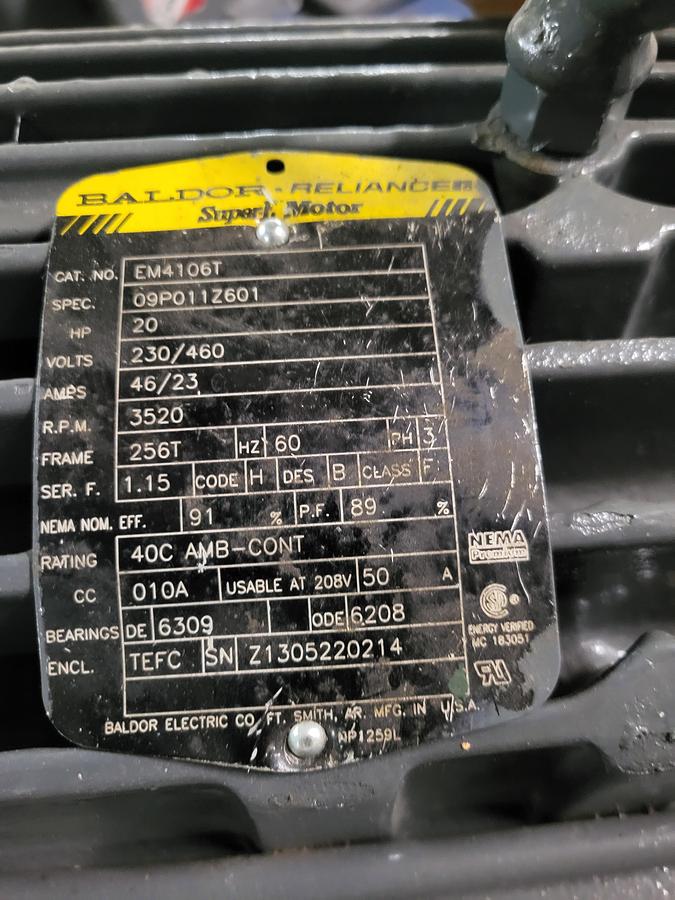 BALDOR • RELIANCE
Super-E Motor
CAT. NO. EM4106T
SPEC. 09P011Z601
HP 20
VOLTS 230/460
AMPS 46/23
R.P.M. 3520
FRAME 256T HZ 60 PH 3
SER. F. 1.15 CODE H DES B CLASS F
NEMA NOM. EFF. 91 % P.F. 89 %
RATING 40C AMB-CONT
CC 010A USABLE AT 208V 50 A
BEARINGS DE 6309 ODE 6208
ENCL. TEFC SN Z1305220214
NEMA
Premium
SP ®
ENERGY VERIFIED
MC 183051
BALDOR ELECTRIC CO. FT. SMITH, AR. MFG. IN U.S.A.
NP1259L